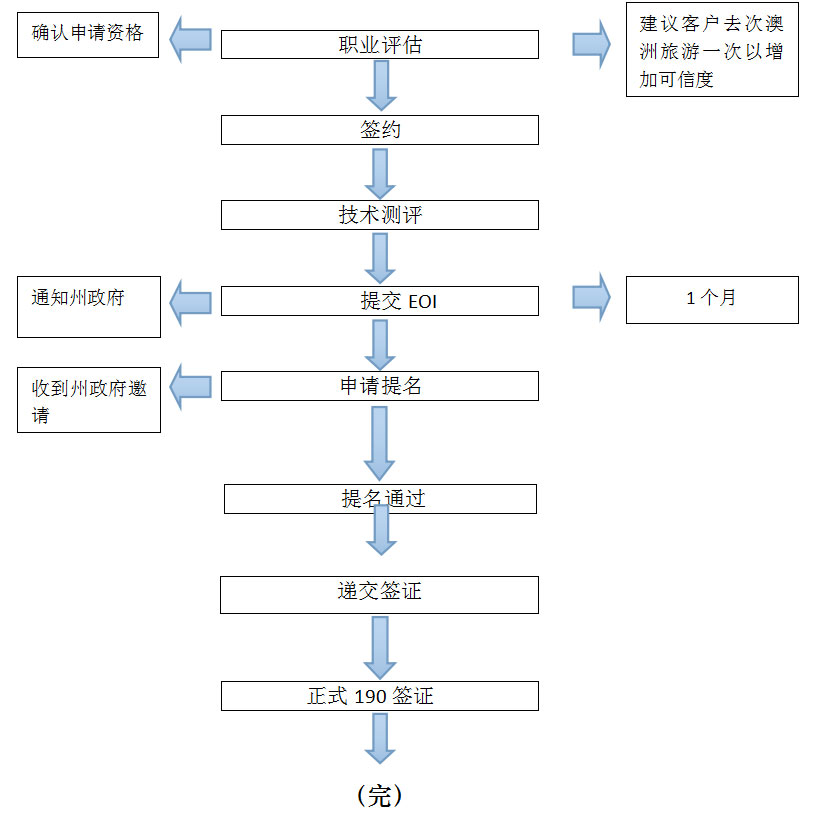 确认申请资格
职业评估
建议客户去次澳
洲旅游一次以增
加可信度
签约
技术测评
通知州政府
提交 EOI
1 个月
收到州政府邀
请
申请提名
提名通过
递交签证
正式 190 签证
（完）